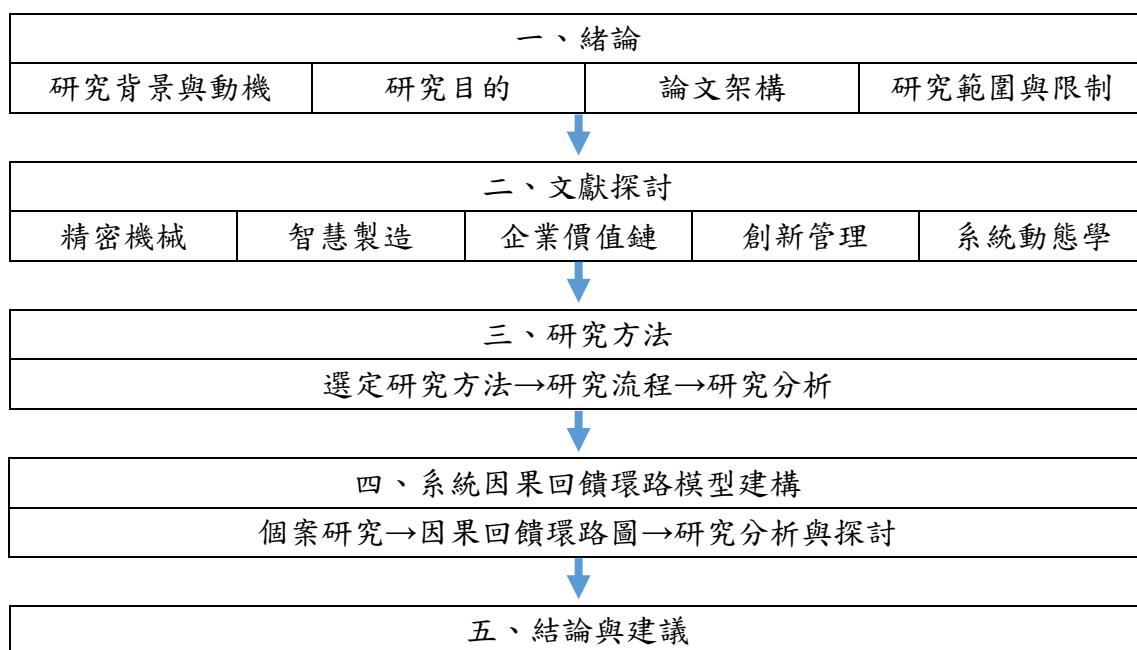 一、緒論
研究背景與動機 研究目的 論文架構 研究範圍與限制
二、文獻探討
精密機械 智慧製造 企業價值鏈 創新管理 系統動態學
三、研究方法
選定研究方法→研究流程→研究分析
四、系統因果回饋環路模型建構
個案研究→因果回饋環路圖→研究分析與探討
五、結論與建議